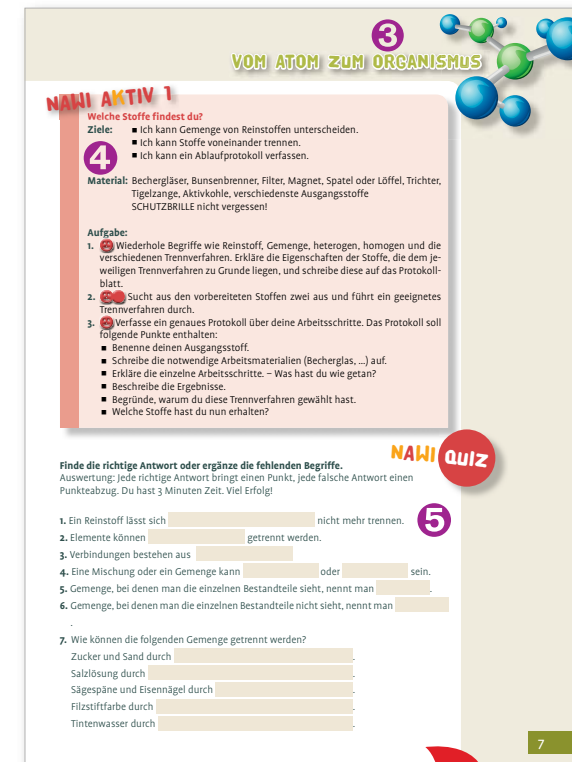 3
VOM ATOM ZUM ORGANISMUS
NAWI AKTIV 1
Welche Stoffe findest du?
Ziele: ■ Ich kann Gemenge von Reinstoffen unterscheiden.
■ Ich kann Stoffe voneinander trennen.
■ Ich kann ein Ablaufprotokoll verfassen.
4
Material: Bechergläser, Bunsenbrenner, Filter, Magnet, Spatel oder Löffel, Trichter,
Tigelzange, Aktivkohle, verschiedenste Ausgangsstoffe
SCHUTZBRILLE nicht vergessen!
Aufgabe:
1. Wiederhole Begriffe wie Reinstoff, Gemenge, heterogen, homogen und die
verschiedenen Trennverfahren. Erkläre die Eigenschaften der Stoffe, die dem je-
weiligen Trennverfahren zu Grunde liegen, und schreibe diese auf das Protokoll-
blatt.
2. Sucht aus den vorbereiteten Stoffen zwei aus und führt ein geeignetes
Trennverfahren durch.
3. Verfasse ein genaues Protokoll über deine Arbeitsschritte. Das Protokoll soll
folgende Punkte enthalten:
■ Benenne deinen Ausgangsstoff.
■ Schreibe die notwendige Arbeitsmaterialien (Becherglas, ...) auf.
■ Erkläre die einzelne Arbeitsschritte. – Was hast du wie getan?
■ Beschreibe die Ergebnisse.
■ Begründe, warum du diese Trennverfahren gewählt hast.
■ Welche Stoffe hast du nun erhalten?
NAWI QUIZ
Finde die richtige Antwort oder ergänze die fehlenden Begriffe.
Auswertung: Jede richtige Antwort bringt einen Punkt, jede falsche Antwort einen
Punkteabzug. Du hast 3 Minuten Zeit. Viel Erfolg!
5
1. Ein Reinstoff lässt sich nicht mehr trennen.
2. Elemente können getrennt werden.
3. Verbindungen bestehen aus
4. Eine Mischung oder ein Gemenge kann oder sein.
5. Gemenge, bei denen man die einzelnen Bestandteile sieht, nennt man .
6. Gemenge, bei denen man die einzelnen Bestandteile nicht sieht, nennt man
.
7. Wie können die folgenden Gemenge getrennt werden?
Zucker und Sand durch .
Salzlösung durch .
Sägespäne und Eisennägel durch .
Filzstiftfarbe durch .
Tintenwasser durch .
7